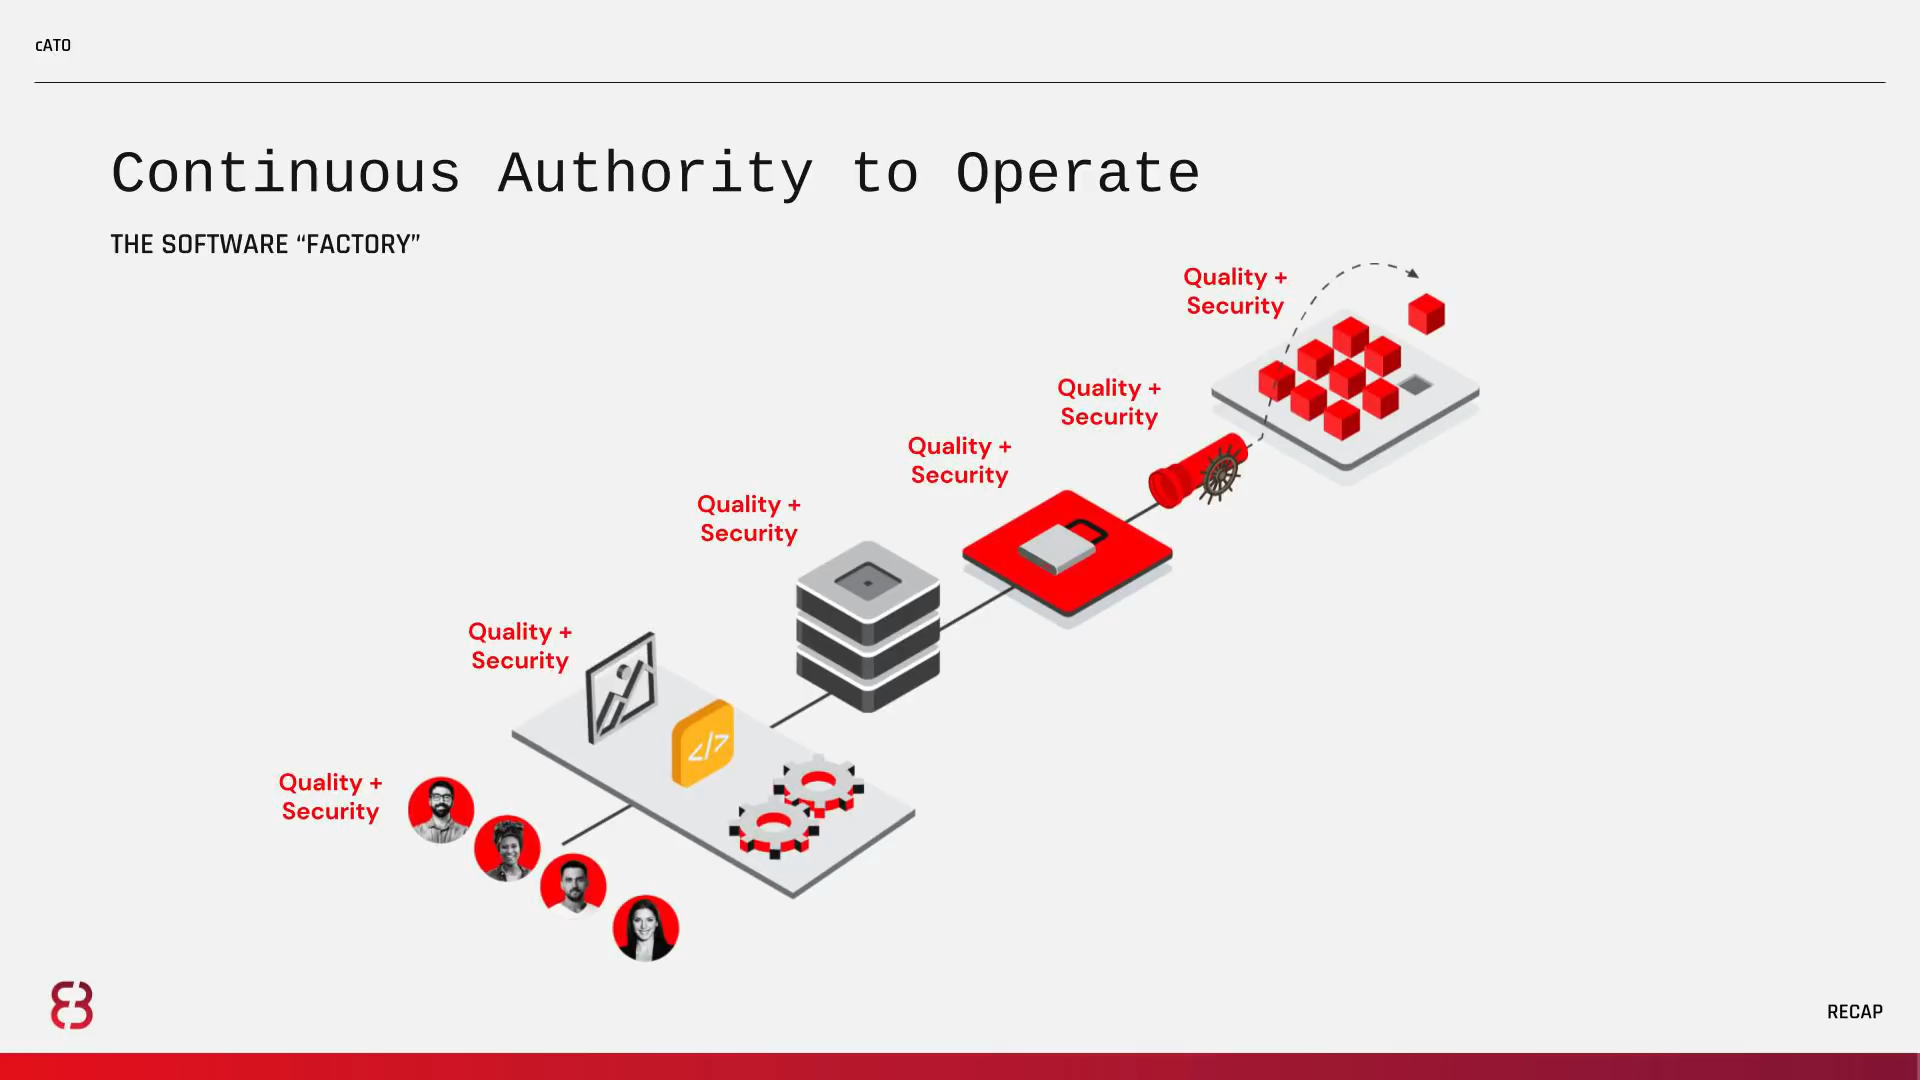 cATO
Continuous Authority to Operate
THE SOFTWARE “FACTORY”
Quality +
Security
Quality +
Security
Quality +
Security
Quality +
Security
Quality +
Security
Quality +
Security
</>
RECAP